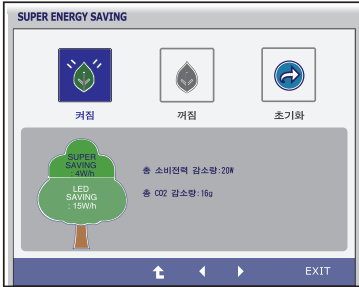 SUPER ENERGY SAVING
켜짐
꺼짐
초기화
SUPER
SAVING
: 4W/h
LED
SAVING
: 15W/h
총 소비전력 감소량:20W
총 CO2 감소량:16g
EXIT